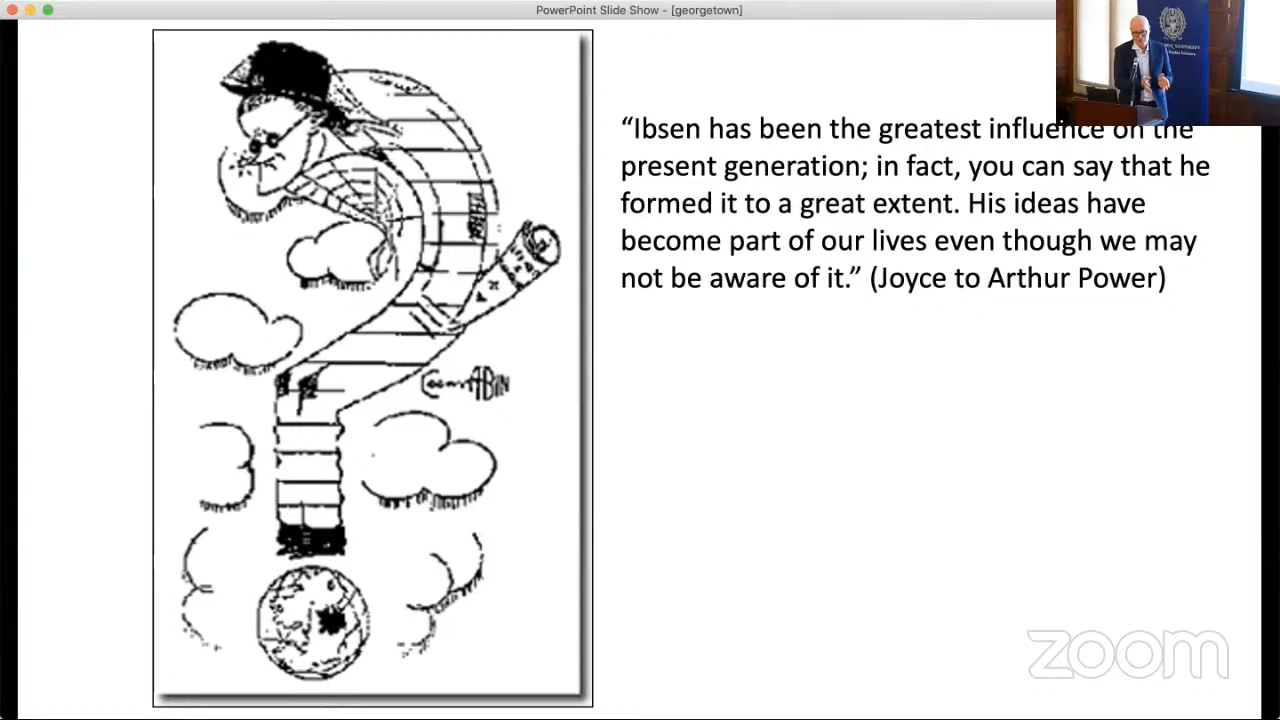 PowerPoint Slide Show - [georgetown]
UNIVERSITY
“Ibsen has been the greatest influence on the
present generation; in fact, you can say that he
formed it to a great extent. His ideas have
become part of our lives even though we may
not be aware of it.” (Joyce to Arthur Power)
zoom